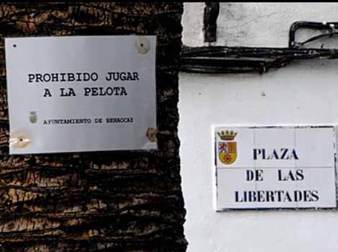 PROHIBIDO JUGAR
A LA PELOTA
AYUNTAMIENTO DE BENAOCAZ
PLAZA
DE LAS
LIBERTADES